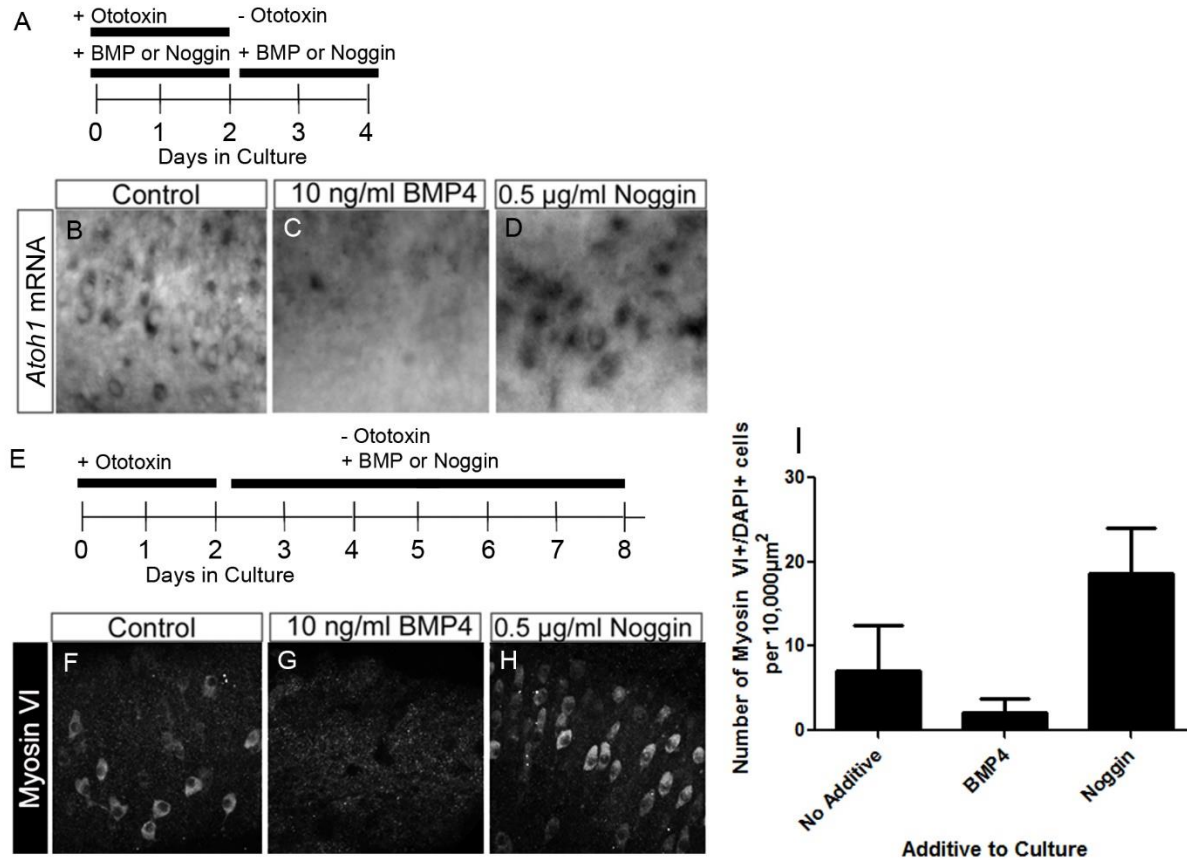 A
+ Ototoxin - Ototoxin
+ BMP or Noggin + BMP or Noggin
0 1 2 3 4
Days in Culture
Control 10 ng/ml BMP4 0.5 µg/ml Noggin
Atoh1 mRNA
B C D
E
- Ototoxin
+ Ototoxin + BMP or Noggin
0 1 2 3 4 5 6 7 8
Days in Culture
Control 10 ng/ml BMP4 0.5 µg/ml Noggin
Myosin VI
F G H
I
Number of Myosin VI+/DAPI+ cells
per 10,000µm²
30
20
10
0
No Additive
BMP4
Noggin
Additive to Culture